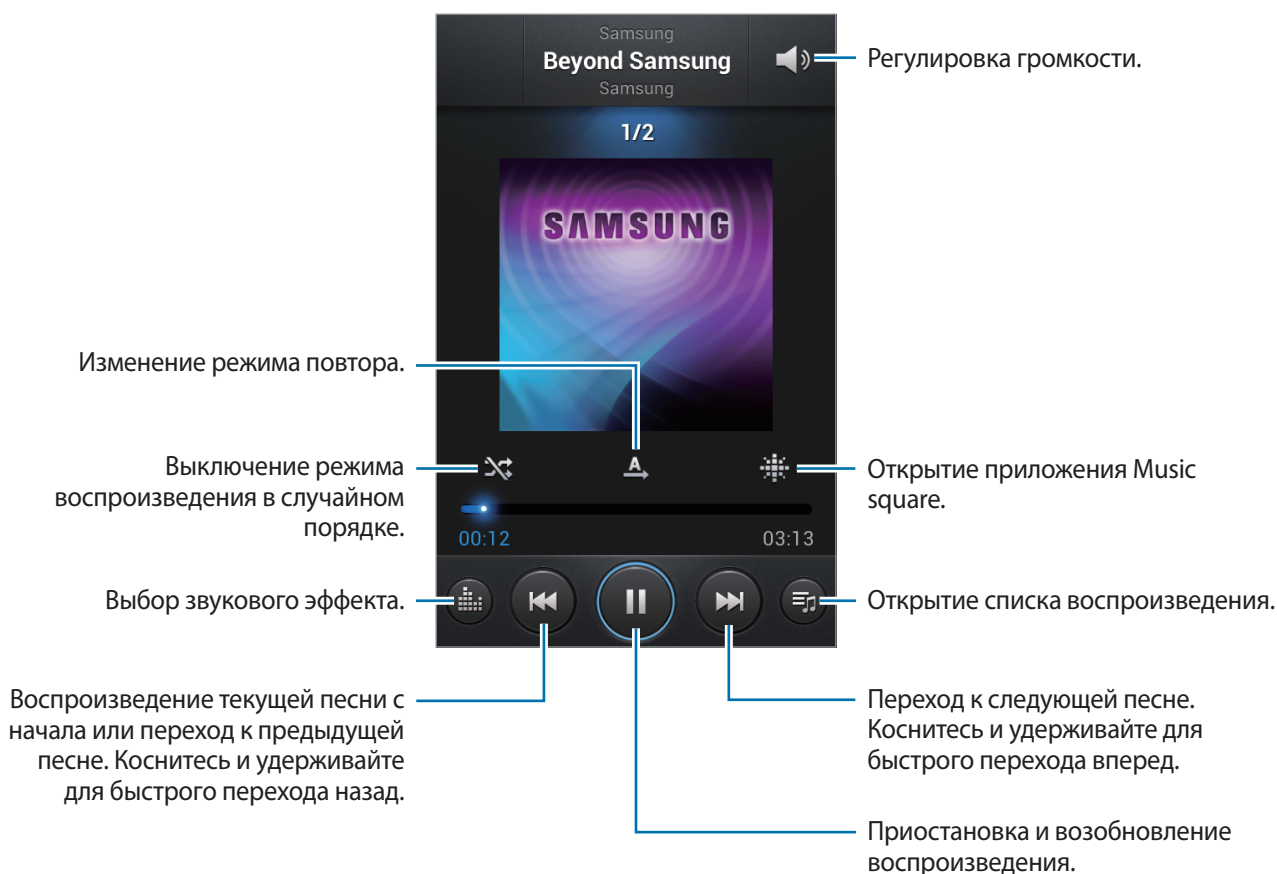 Samsung
Beyond Samsung
Samsung
Регулировка громкости.
1/2
SAMSUNG
Изменение режима повтора.
A
Выключение режима
воспроизведения в случайном
порядке.
Открытие приложения Music
square.
00:12
03:13
Выбор звукового эффекта.
Открытие списка воспроизведения.
Воспроизведение текущей песни с
начала или переход к предыдущей
песне. Коснитесь и удерживайте
для быстрого перехода назад.
Переход к следующей песне.
Коснитесь и удерживайте для
быстрого перехода вперед.
Приостановка и возобновление
воспроизведения.